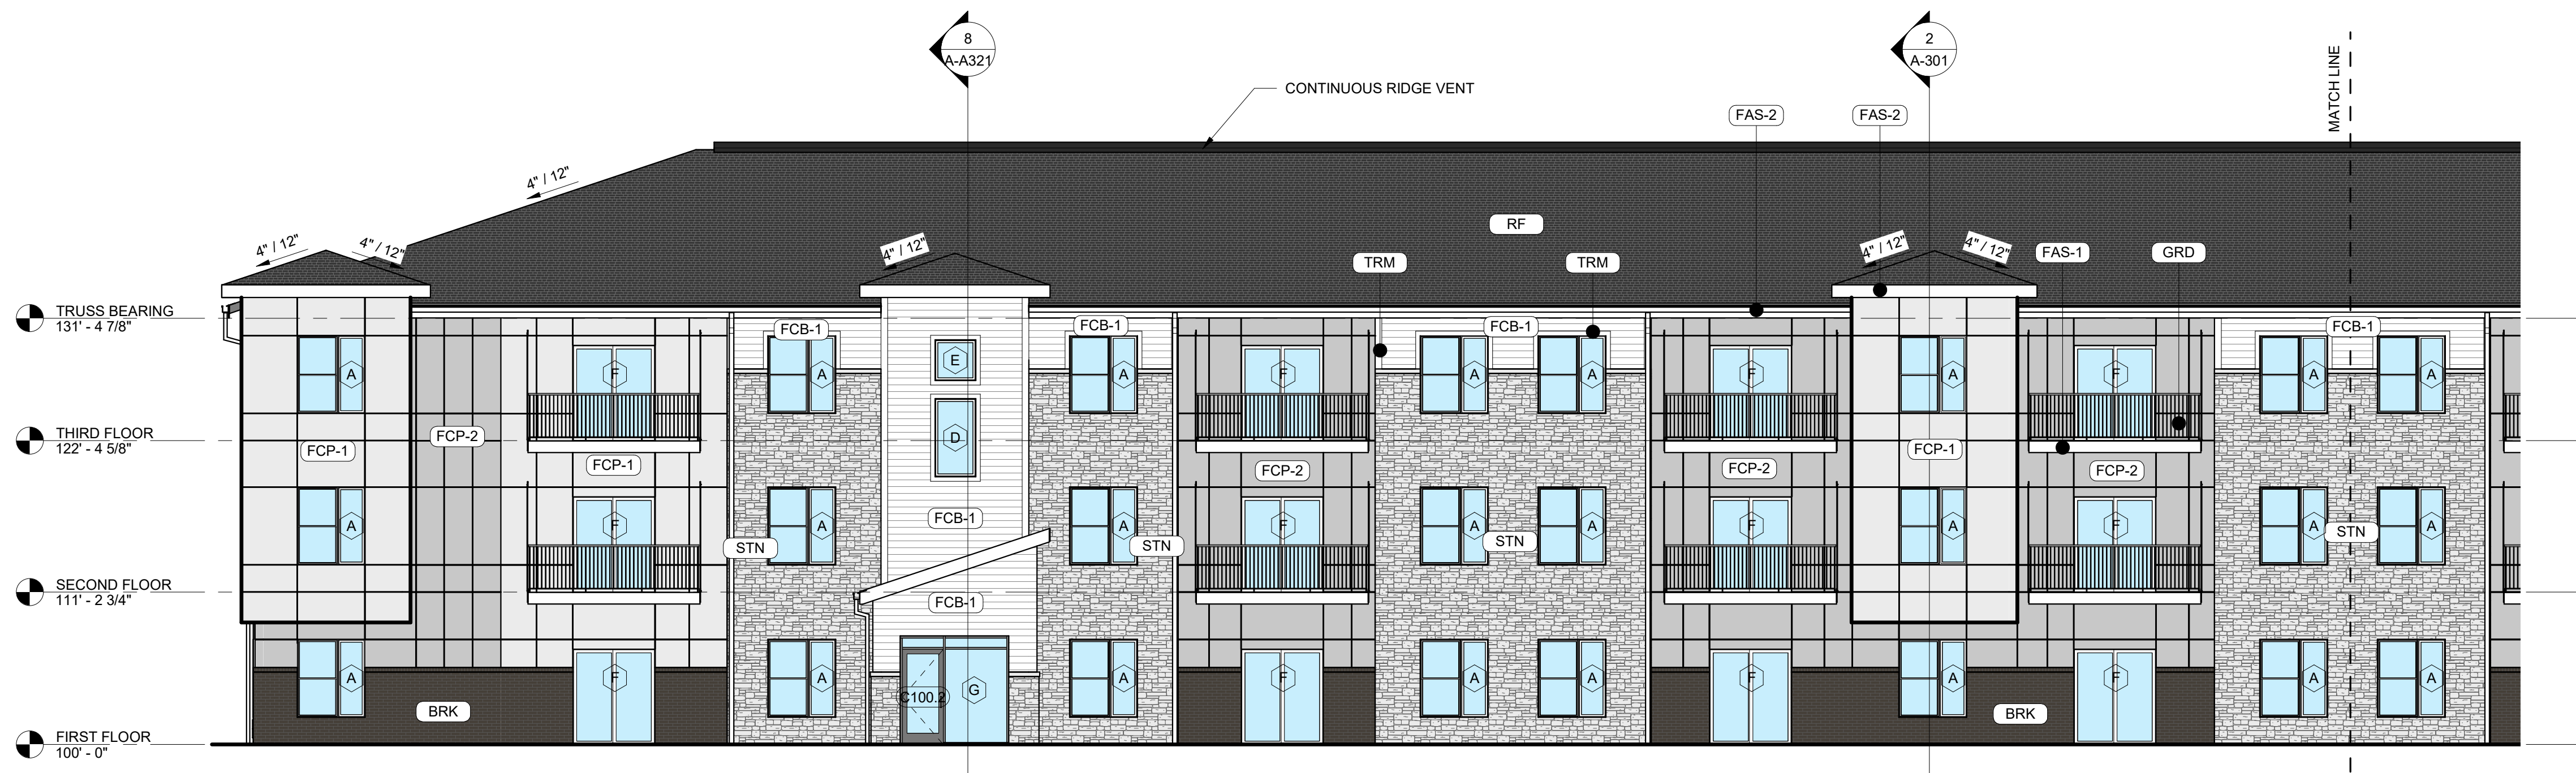 8
A-A321
2
A-301
MATCH LINE
CONTINUOUS RIDGE VENT
FAS-2
FAS-2
4" / 12"
RF
4" / 12"
4" / 12"
4" / 12"
4" / 12"
4" / 12"
TRM
TRM
FAS-1
GRD
TRUSS BEARING
131' - 4 7/8"
FCB-1
FCB-1
FCB-1
FCB-1
E
A
F
A
A
F
A
A
F
A
F
A
A
THIRD FLOOR
122' - 4 5/8"
FCP-2
D
FCP-1
FCP-1
FCP-2
FCP-2
FCP-1
FCP-2
FCB-1
A
F
A
A
F
A
A
F
A
F
A
A
STN
STN
STN
STN
SECOND FLOOR
111' - 2 3/4"
FCB-1
A
F
A
A
F
A
A
F
A
F
A
A
C100.2
G
BRK
BRK
FIRST FLOOR
100' - 0"